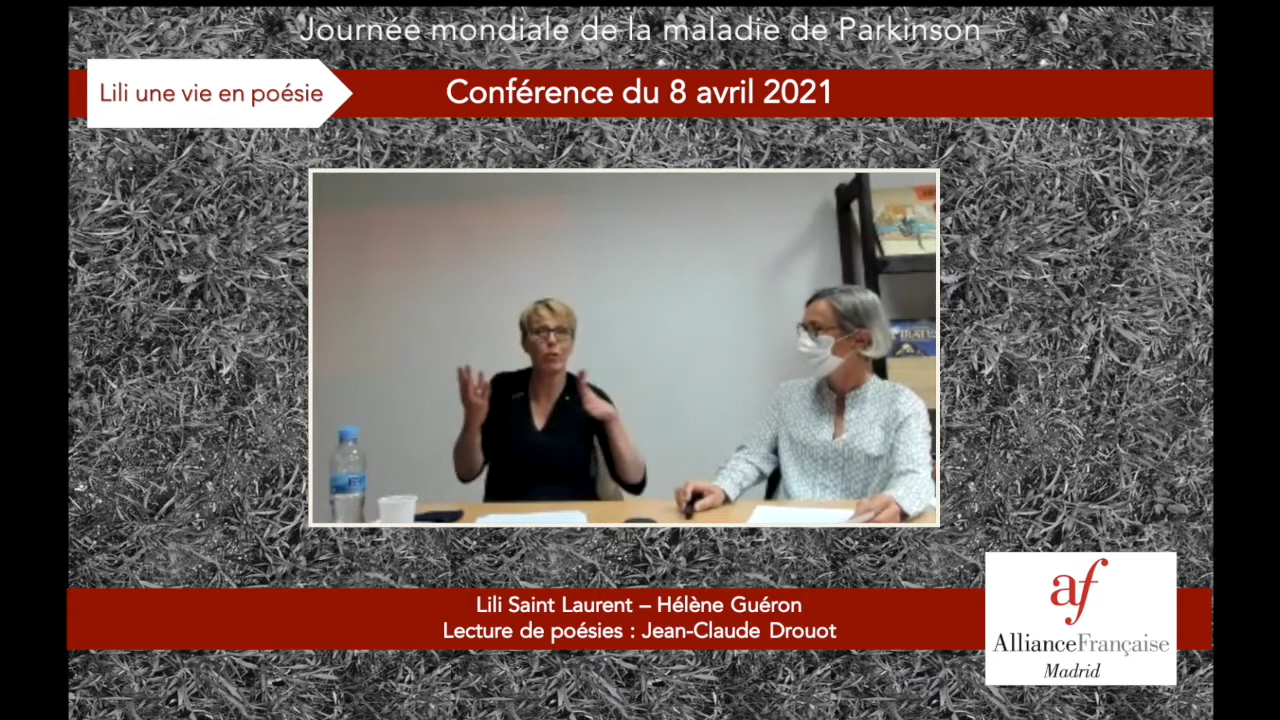 Journée mondiale de la maladie de Parkinson
Lili une vie en poésie
Conférence du 8 avril 2021
PIRATES
Lili Saint Laurent – Hélène Guéron
Lecture de poésies : Jean-Claude Drouot
af
AllianceFrançaise
Madrid